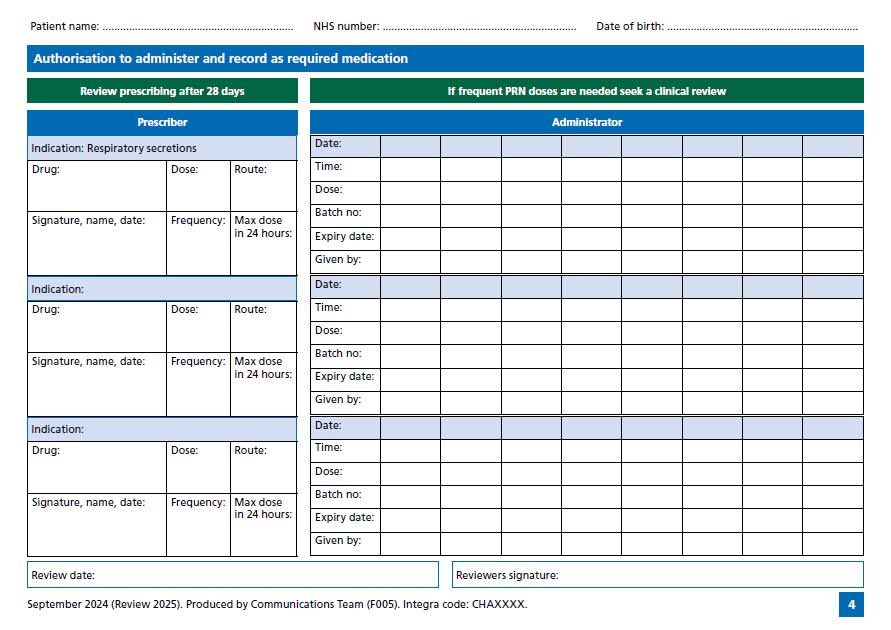 Patient name: ................................................................ NHS number: ................................................................ Date of birth: ................................................................
Authorisation to administer and record as required medication
Review prescribing after 28 days
If frequent PRN doses are needed seek a clinical review
Prescriber
Administrator
Indication: Respiratory secretions
Drug: Dose: Route:
Signature, name, date: Frequency: Max dose
in 24 hours:
Date:
Time:
Dose:
Batch no:
Expiry date:
Given by:
Indication:
Drug: Dose: Route:
Signature, name, date: Frequency: Max dose
in 24 hours:
Date:
Time:
Dose:
Batch no:
Expiry date:
Given by:
Indication:
Drug: Dose: Route:
Signature, name, date: Frequency: Max dose
in 24 hours:
Date:
Time:
Dose:
Batch no:
Expiry date:
Given by:
Review date:
Reviewers signature:
September 2024 (Review 2025). Produced by Communications Team (F005). Integra code: CHAXXXX.
4